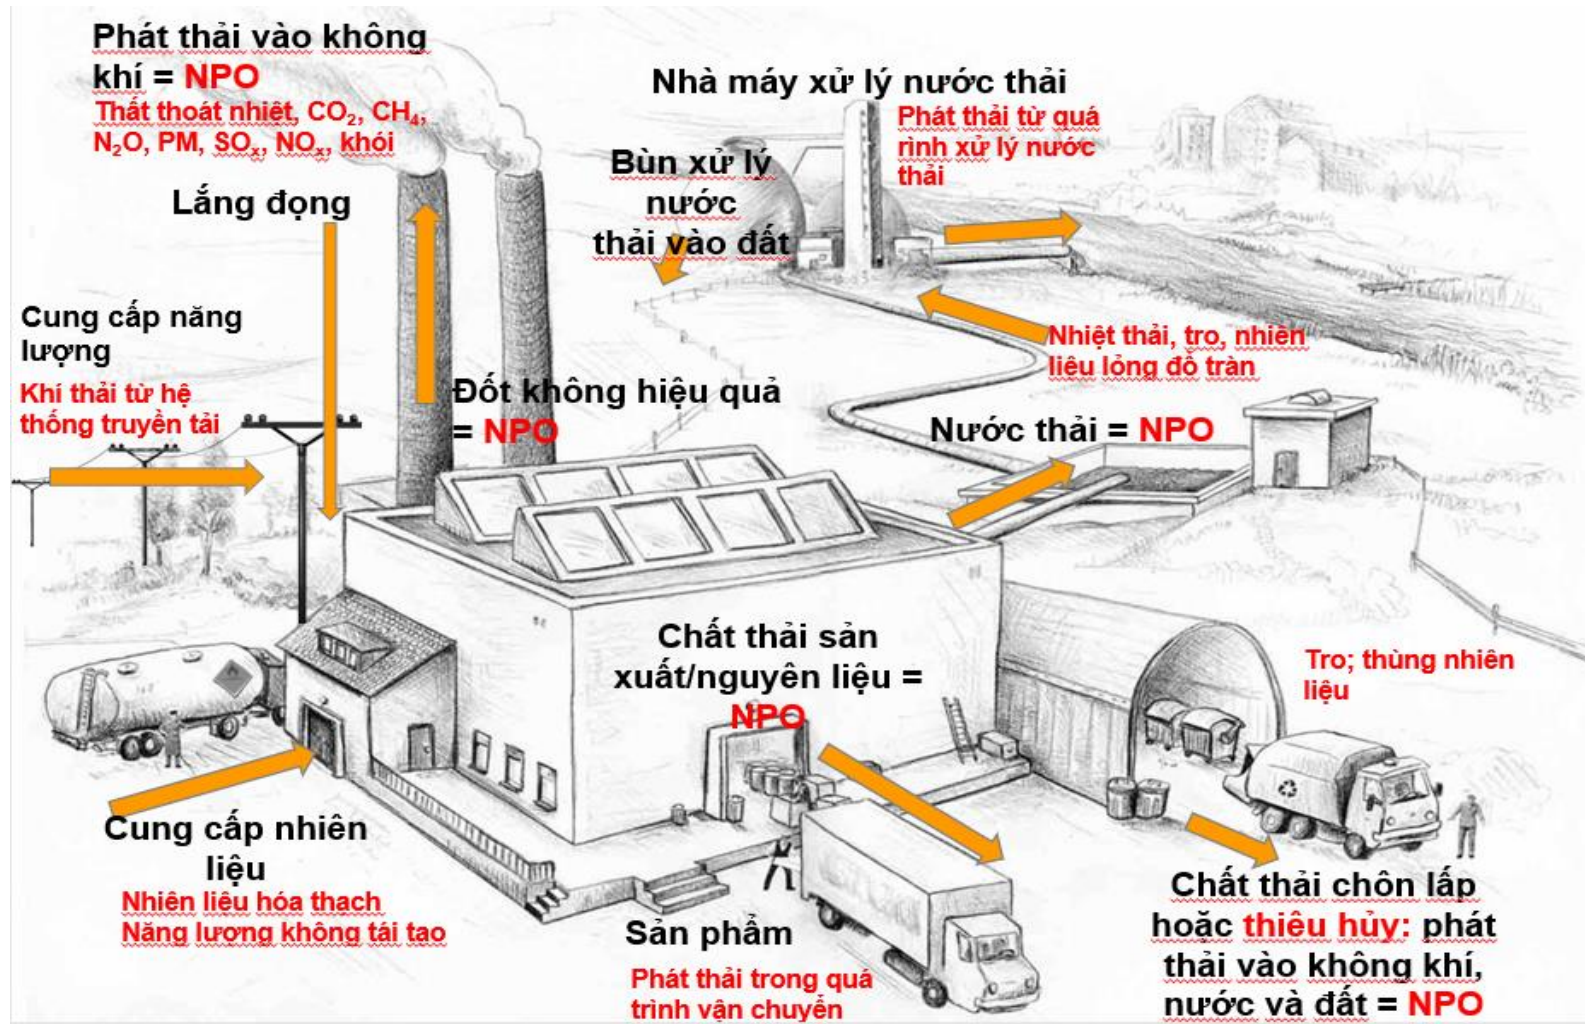 Phát thải vào không
khí = NPO
Thất thoát nhiệt, CO₂, CH₄,
N₂O, PM, SOₓ, NOₓ, khói
Nhà máy xử lý nước thải
Phát thải từ quá
rình xử lý nước
thải
Bùn xử lý
nước
thải vào đất
Lắng đọng
Cung cấp năng
lượng
Khí thải từ hệ
thống truyền tải
Nhiệt thải, tro, nhiên
liệu lỏng đổ tràn
Đốt không hiệu quả
= NPO
Nước thải = NPO
Chất thải sản
xuất/nguyên liệu =
NPO
Tro; thùng nhiên
liệu
Cung cấp nhiên
liệu
Nhiên liệu hóa thạch
Năng lượng không tái tạo
Sản phẩm
Phát thải trong quá
trình vận chuyển
Chất thải chôn lấp
hoặc thiêu hủy: phát
thải vào không khí,
nước và đất = NPO